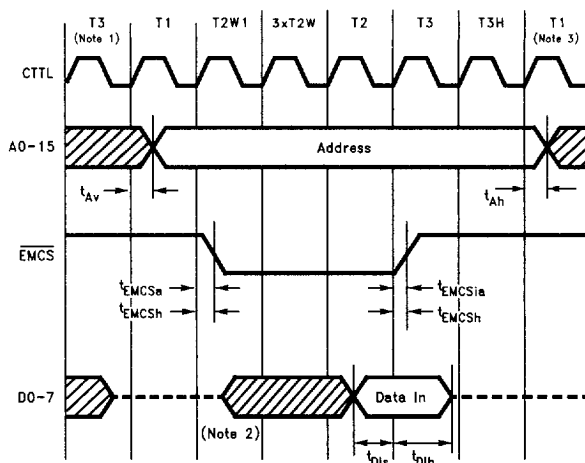 T3 T1 T2W1 3xT2W T2 T3 T3H T1
(Note 1) (Note 3)
CTTL
A0-15 Address
tAv tAh
EMCS
tEMCSa tEMCSia
tEMCSh tEMCSh
D0-7 Data In
(Note 2)
tDIs tDIh